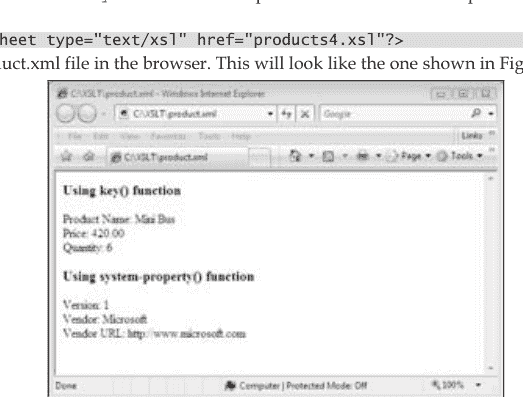 heet type="text/xsl" href="products4.xsl"?>
uct.xml file in the browser. This will look like the one shown in Fig
C:\XSLT\product.xml - Windows Internet Explorer
C:\XSLT\product.xml Google
File Edit View Favorites Tools Help Links
C:\XSLT\product.xml Page Tools
Using key() function
Product Name: Mini Bus
Price: 420.00
Quantity: 6
Using system-property() function
Version: 1
Vendor: Microsoft
Vendor URL: http://www.microsoft.com
Done Computer | Protected Mode: Off 100%